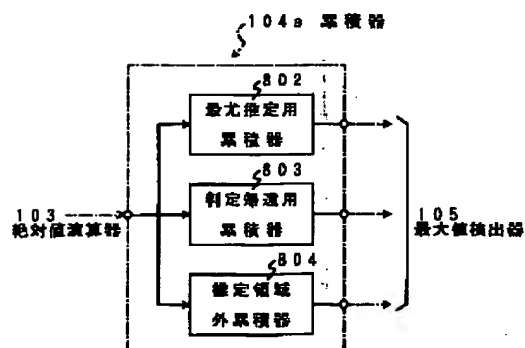 104a 累積器
802
最尤推定用
累積器
803
判定帰還用
累積器
103
絶対値演算器
105
最大値検出器
804
推定領域
外累積器